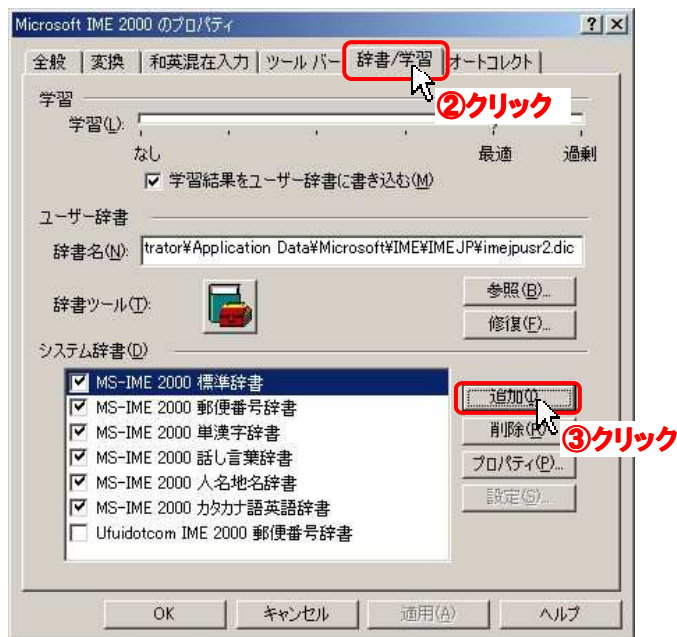 Microsoft IME 2000 のプロパティ
全般 変換 和英混在入力 ツール バー 辞書/学習 オートコレクト
②クリック
学習
学習(L):
なし 最適 過剰
学習結果をユーザー辞書に書き込む(M)
ユーザー辞書
辞書名(N): trator¥Application Data¥Microsoft¥IME¥IMEJP¥imejpusr2.dic
辞書ツール(T):
参照(B)...
修復(F)...
システム辞書(D)
MS-IME 2000 標準辞書
MS-IME 2000 郵便番号辞書
MS-IME 2000 単漢字辞書
MS-IME 2000 話し言葉辞書
MS-IME 2000 人名地名辞書
MS-IME 2000 カタカナ語英語辞書
Ufuidotcom IME 2000 郵便番号辞書
追加
削除
③クリック
プロパティ(P)...
設定(S)...
OK キャンセル 適用(A) ヘルプ